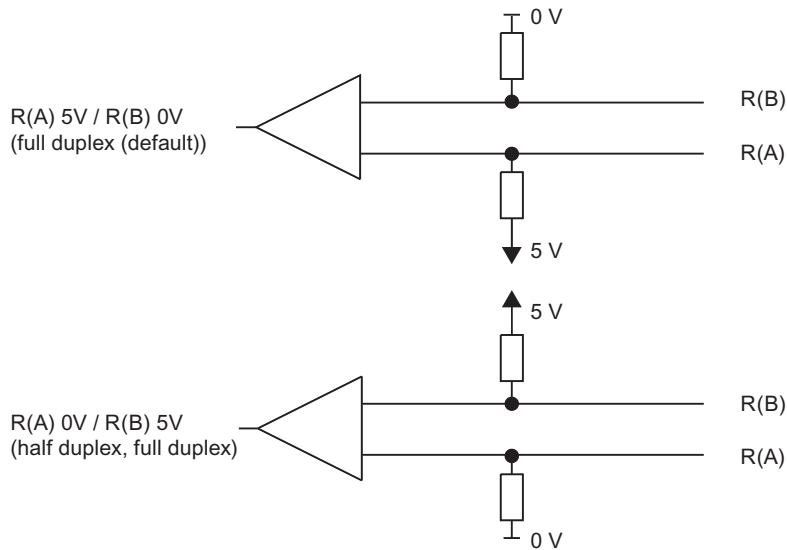 0 V
R(B)
R(A) 5V / R(B) 0V
(full duplex (default))
R(A)
5 V
5 V
R(B)
R(A) 0V / R(B) 5V
(half duplex, full duplex)
R(A)
0 V